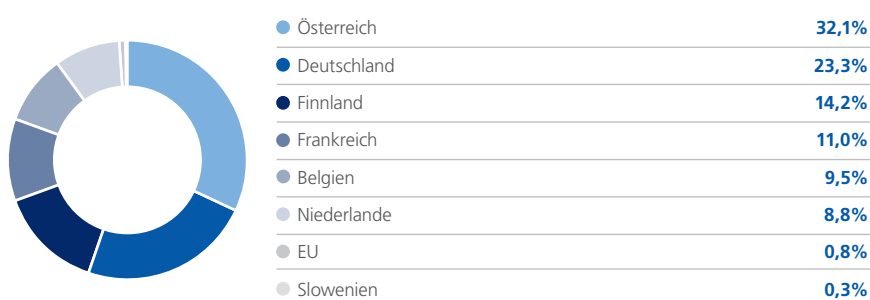 Österreich 32,1%
Deutschland 23,3%
Finnland 14,2%
Frankreich 11,0%
Belgien 9,5%
Niederlande 8,8%
EU 0,8%
Slowenien 0,3%